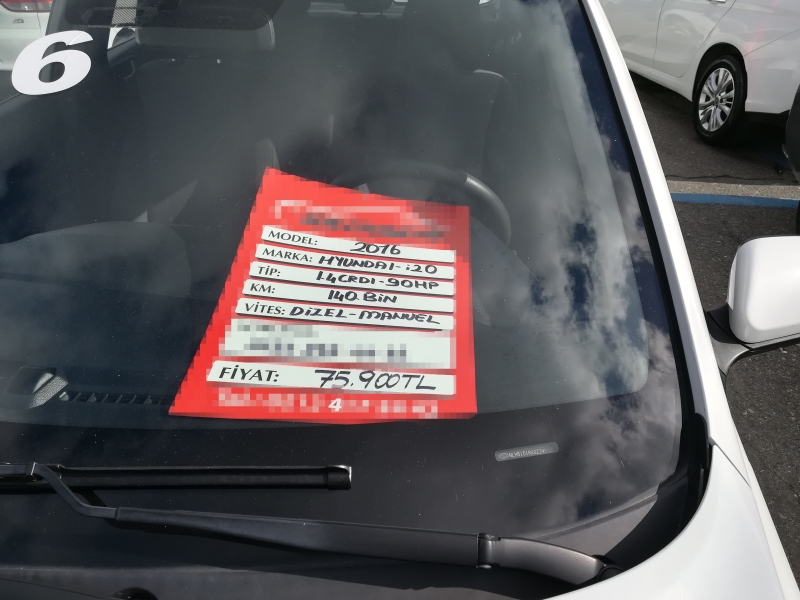 6
MODEL: 2016
MARKA: HYUNDAI-i20
TİP: 1.4CRDI-90HP
KM: 140.BİN
VİTES: DİZEL-MANUEL
FİYAT: 75.900TL
4